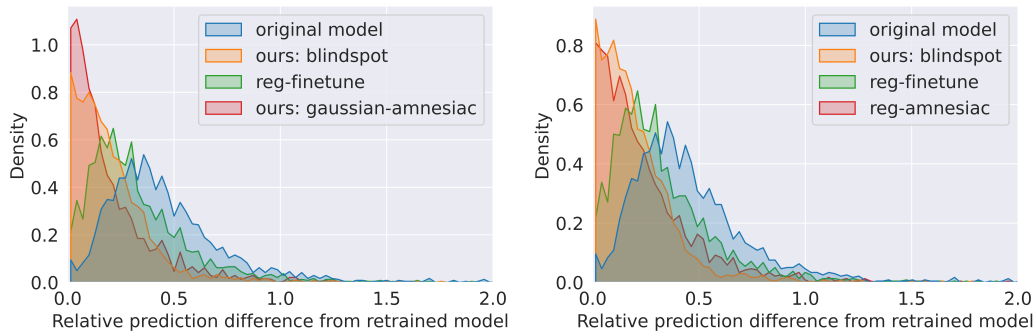 original model
ours: blindspot
reg-finetune
ours: gaussian-amnesiac
Density
1.0
0.8
0.6
0.4
0.2
0.0
0.0 0.5 1.0 1.5 2.0
Relative prediction difference from retrained model
original model
ours: blindspot
reg-finetune
reg-amnesiac
Density
0.8
0.6
0.4
0.2
0.0
0.0 0.5 1.0 1.5 2.0
Relative prediction difference from retrained model